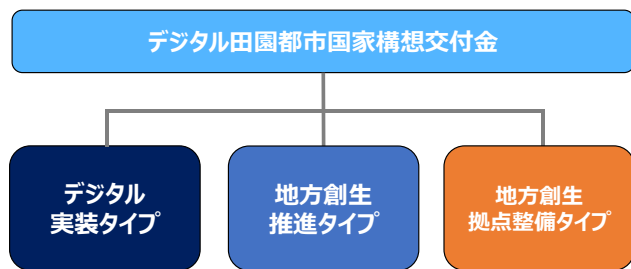 デジタル田園都市国家構想交付金
デジタル
実装タイプ
地方創生
推進タイプ
地方創生
拠点整備タイプ